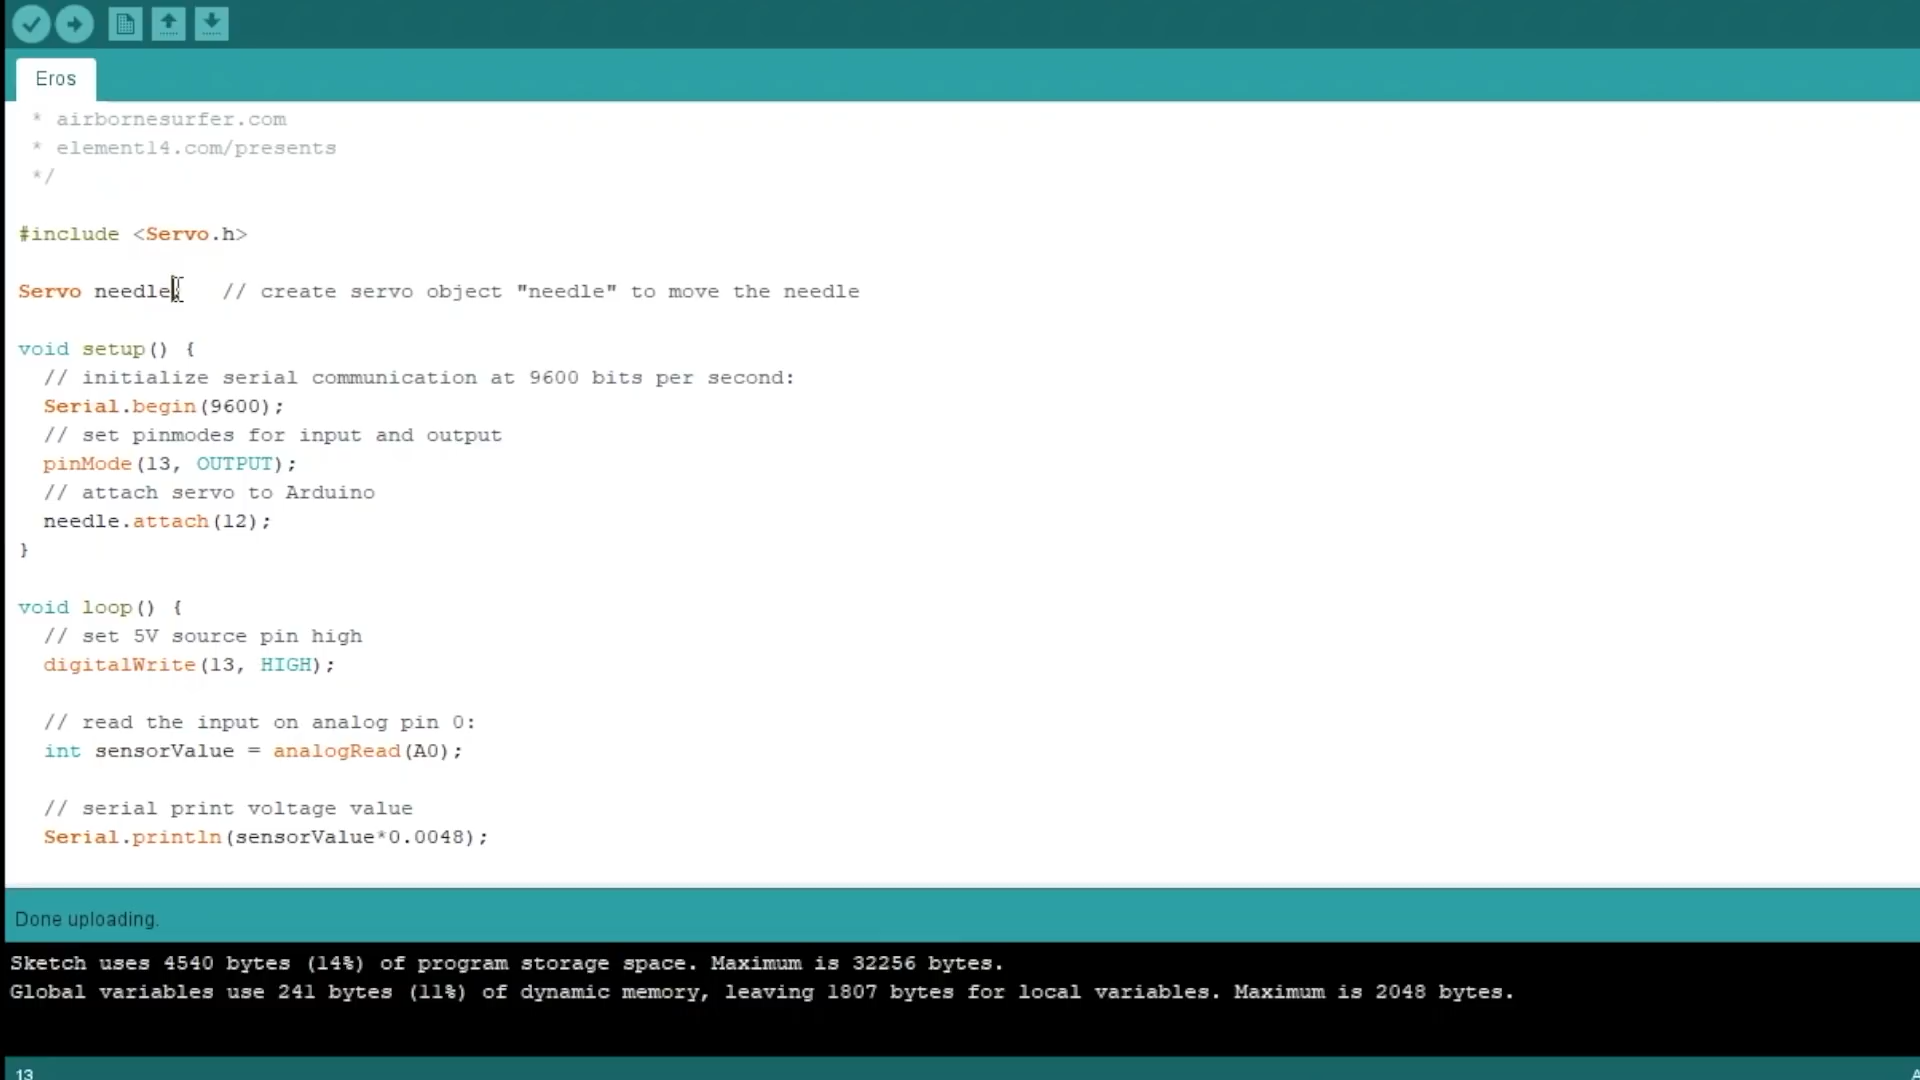 Eros
* airbornesurfer.com
* element14.com/presents
*/
#include <Servo.h>
Servo needle; // create servo object "needle" to move the needle
void setup() {
// initialize serial communication at 9600 bits per second:
Serial.begin(9600);
// set pinmodes for input and output
pinMode(13, OUTPUT);
// attach servo to Arduino
needle.attach(12);
}
void loop() {
// set 5V source pin high
digitalWrite(13, HIGH);
// read the input on analog pin 0:
int sensorValue = analogRead(A0);
// serial print voltage value
Serial.println(sensorValue*0.0048);
Done uploading.
Sketch uses 4540 bytes (14%) of program storage space. Maximum is 32256 bytes.
Global variables use 241 bytes (11%) of dynamic memory, leaving 1807 bytes for local variables. Maximum is 2048 bytes.
13